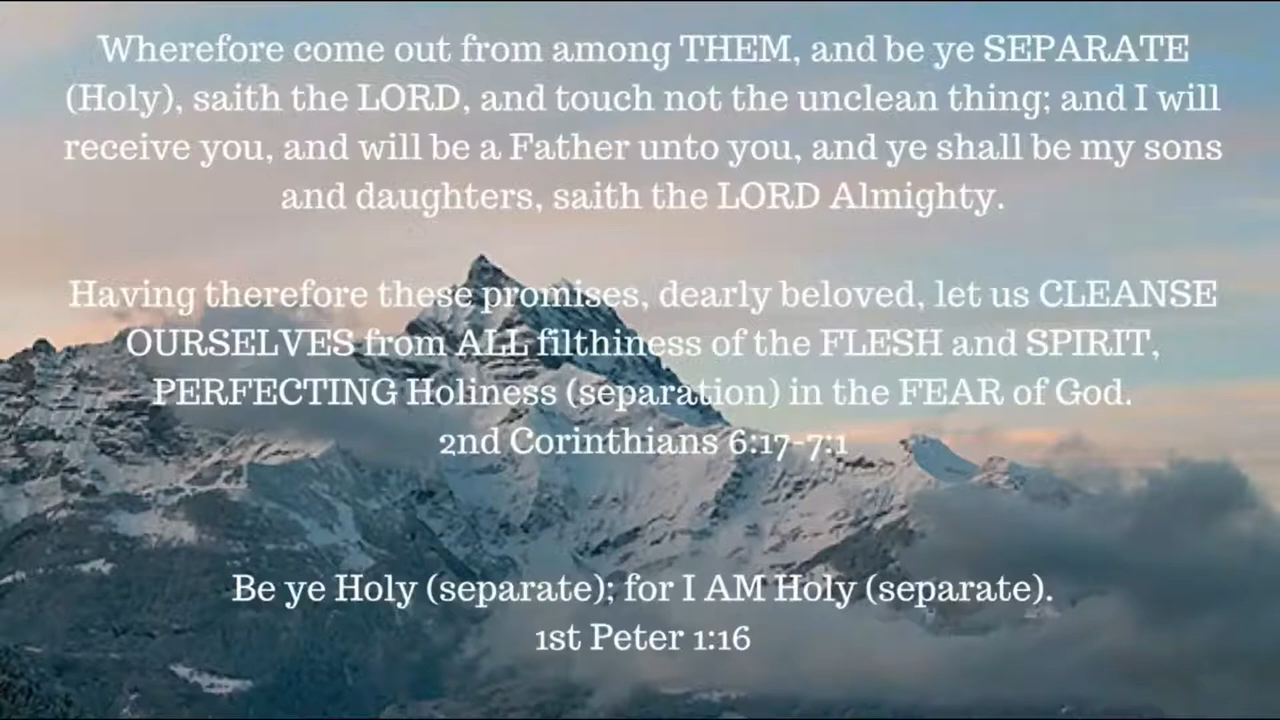 Wherefore come out from among THEM, and be ye SEPARATE
(Holy), saith the LORD, and touch not the unclean thing; and I will
receive you, and will be a Father unto you, and ye shall be my sons
and daughters, saith the LORD Almighty.
Having therefore these promises, dearly beloved, let us CLEANSE
OURSELVES from ALL filthiness of the FLESH and SPIRIT,
PERFECTING Holiness (separation) in the FEAR of God.
2nd Corinthians 6:17-7:1
Be ye Holy (separate); for I AM Holy (separate).
1st Peter 1:16